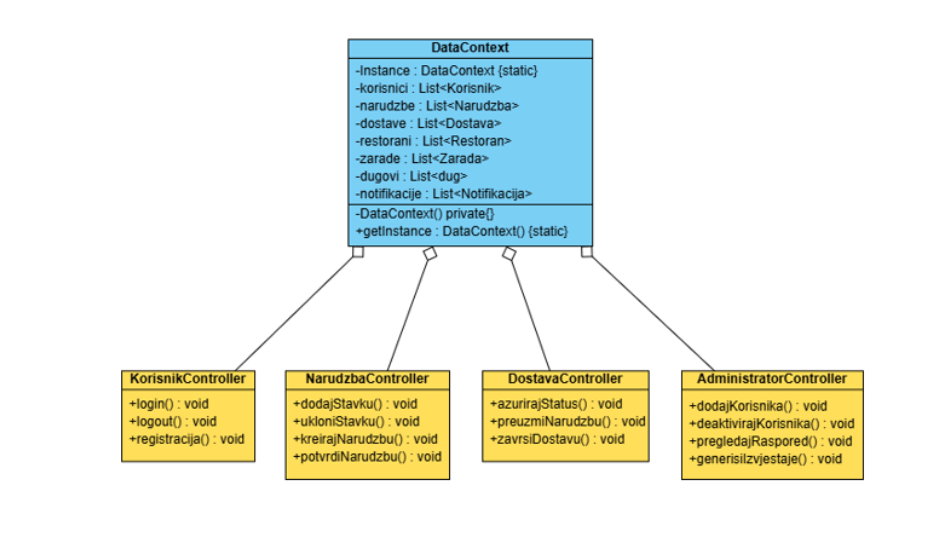 DataContext
-Instance : DataContext {static}
-korisnici : List<Korisnik>
-narudzbe : List<Narudzba>
-dostave : List<Dostava>
-restorani : List<Restoran>
-zarade : List<Zarada>
-dugovi : List<dug>
-notifikacije : List<Notifikacija>
-DataContext() private{}
+getInstance : DataContext() {static}
KorisnikController
+login() : void
+logout() : void
+registracija() : void
NarudzbaController
+dodajStavku() : void
+ukloniStavku() : void
+kreirajNarudzbu() : void
+potvrdiNarudzbu() : void
DostavaController
+azurirajStatus() : void
+preuzmiNarudzbu() : void
+zavrsiDostavu() : void
AdministratorController
+dodajKorisnika() : void
+deaktivirajKorisnika() : void
+pregledajRaspored() : void
+generisiIzvjestaje() : void